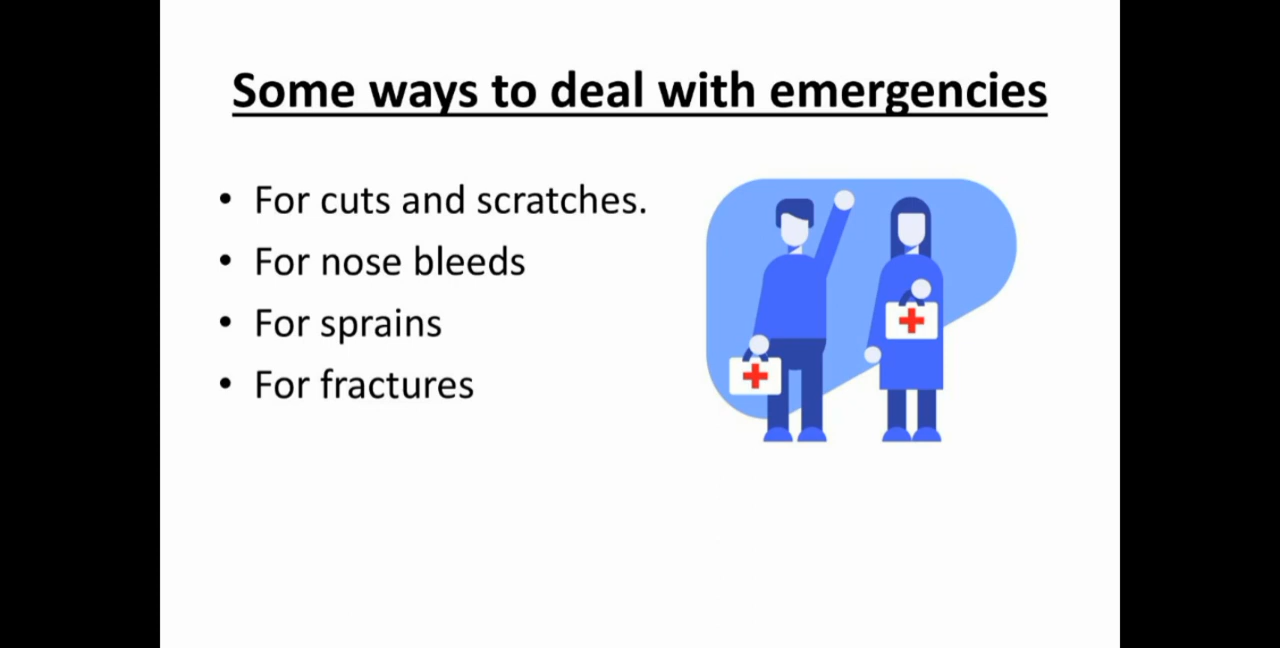 Some ways to deal with emergencies
• For cuts and scratches.
• For nose bleeds
• For sprains
• For fractures